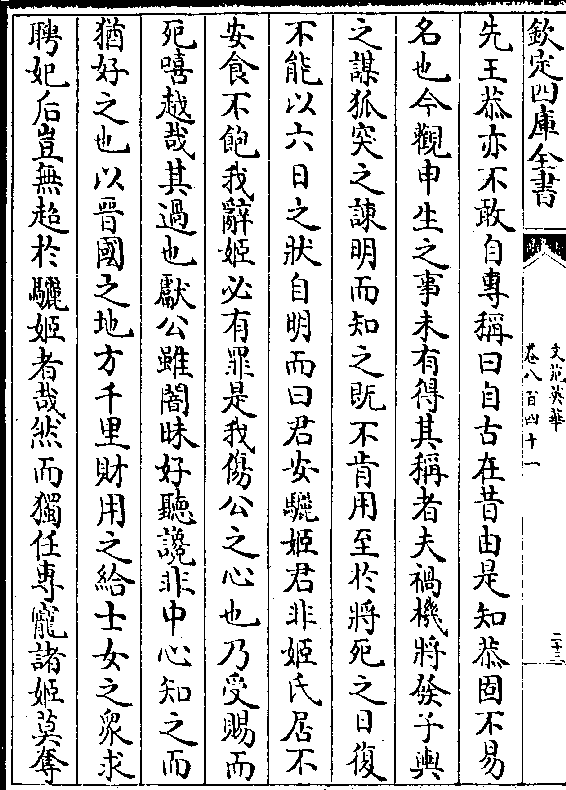 欽定四庫全書
文苑英華
卷八百四十一
二十三
先王恭亦不敢自專稱曰自古在昔由是知恭固不易
名也今觀申生之事未有得其稱者夫禍機將發子輿
之謀狐突之諫明而知之既不肯用至於將死之日復
不能以六日之狀自明而曰君安驪姬君非姬氏居不
安食不飽我辭姬必有罪是我傷公之心也乃受賜而
死嘻越哉其過也獻公雖闇昧好聽讒非中心知之而
猶好之也以晉國之地方千里財用之給士女之衆求
聘妃后豈無超於驪姬者哉然而獨任專寵諸姬莫奪